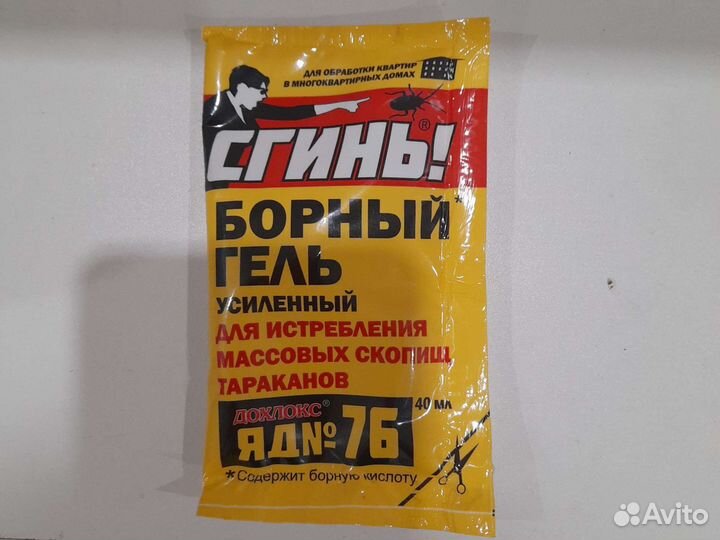 ДЛЯ ОБРАБОТКИ КВАРТИР
В МНОГОКВАРТИРНЫХ ДОМАХ
СГИНЬ!®
БОРНЫЙ*
ГЕЛЬ
УСИЛЕННЫЙ
ДЛЯ ИСТРЕБЛЕНИЯ
МАССОВЫХ СКОПИЩ
ТАРАКАНОВ
ДОХЛОКС®
40 мл
ЯД№76
*Содержит борную кислоту
Avito